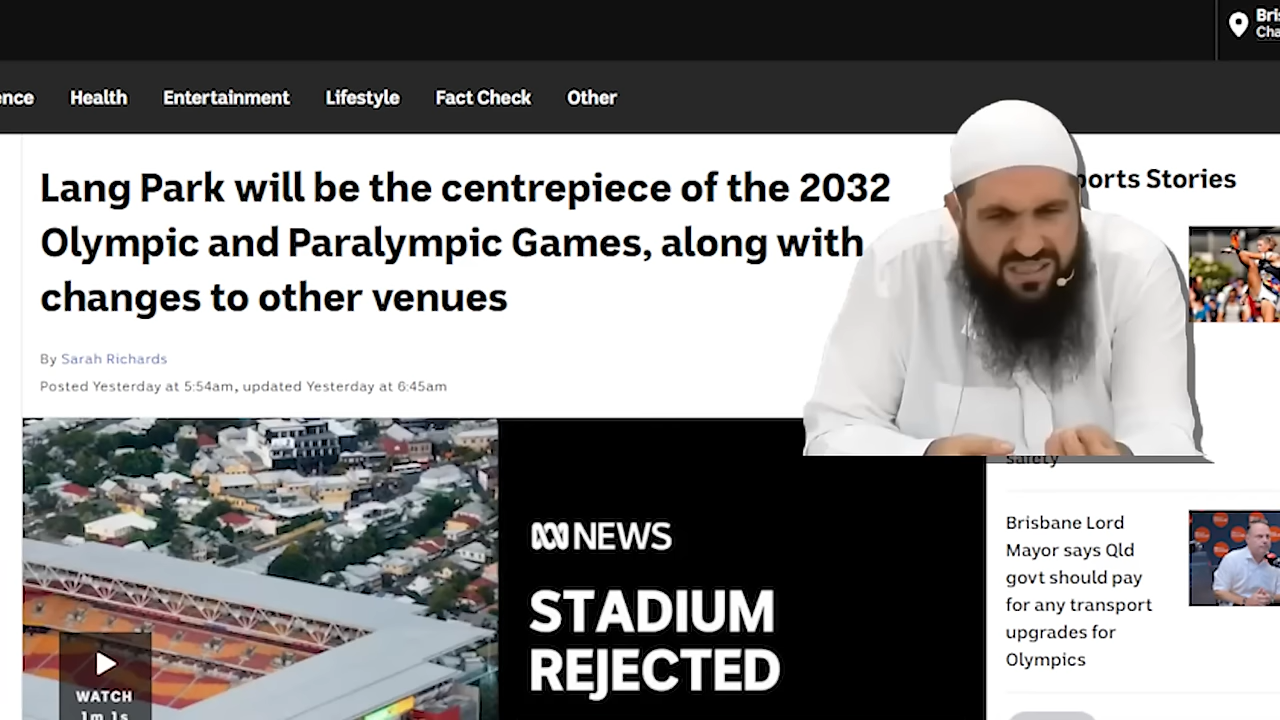 Bris
Cha
ence Health Entertainment Lifestyle Fact Check Other
Lang Park will be the centrepiece of the 2032
Olympic and Paralympic Games, along with
changes to other venues
By Sarah Richards
Posted Yesterday at 5:54am, updated Yesterday at 6:45am
ports Stories
safety
NEWS
STADIUM
REJECTED
WATCH
1m 1s
Brisbane Lord
Mayor says Qld
govt should pay
for any transport
upgrades for
Olympics